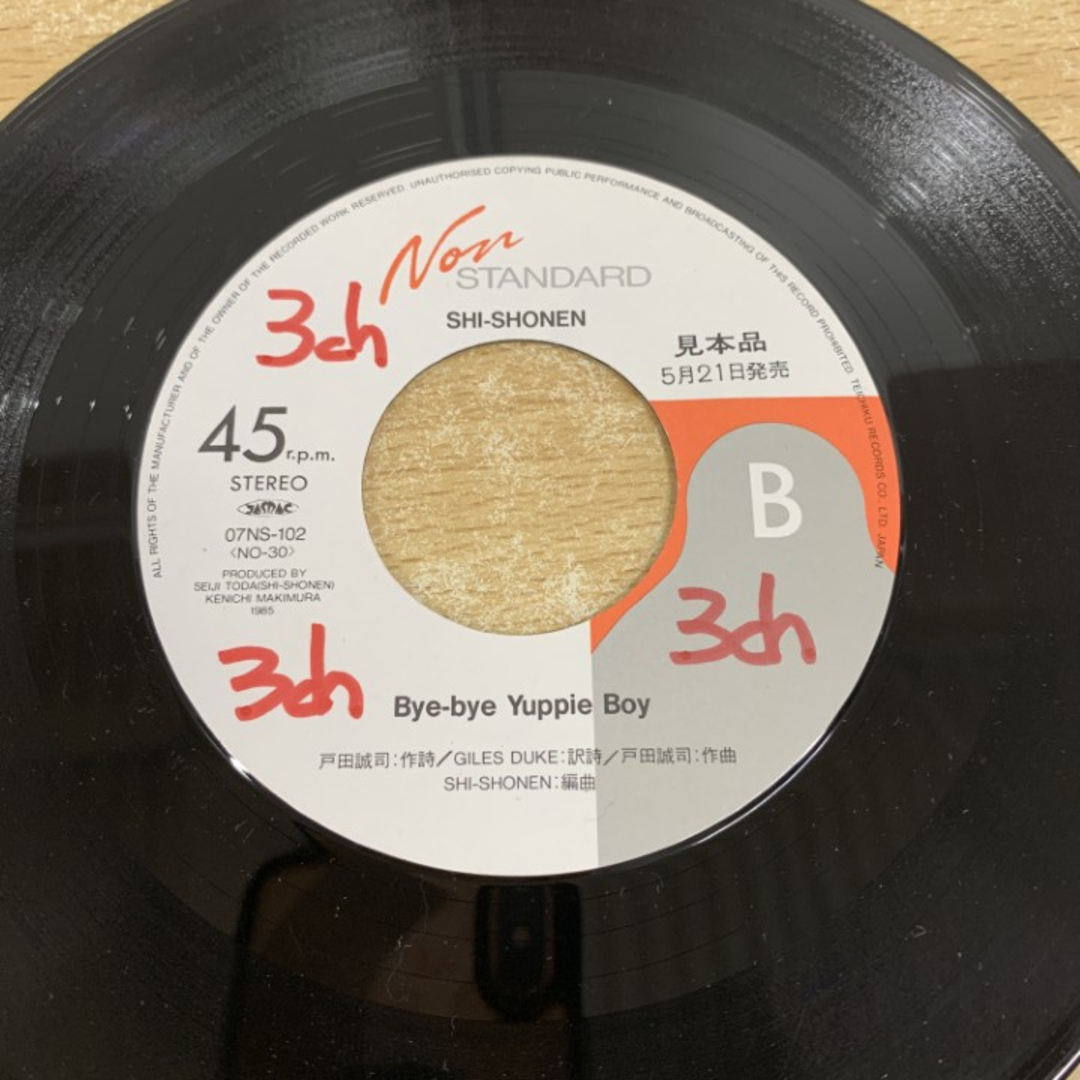 ALL RIGHTS OF THE MANUFACTURER AND OF THE OWNER OF THE RECORDED WORK RESERVED. UNAUTHORISED COPYING PUBLIC PERFORMANCE AND BROADCASTING OF THIS RECORD PROHIBITED. TEICHIKU RECORDS CO., LTD. JAPAN
Non
STANDARD
3ch
SHI-SHONEN
見本品
5月21日発売
45 r.p.m.
STEREO
JASRAC
07NS-102
〈NO-30〉
B
PRODUCED BY
SEIJI TODA(SHI-SHONEN)
KENICHI MAKIMURA
1985
3ch
3ch
Bye-bye Yuppie Boy
戸田誠司:作詩/GILES DUKE:訳詩/戸田誠司:作曲
SHI-SHONEN:編曲